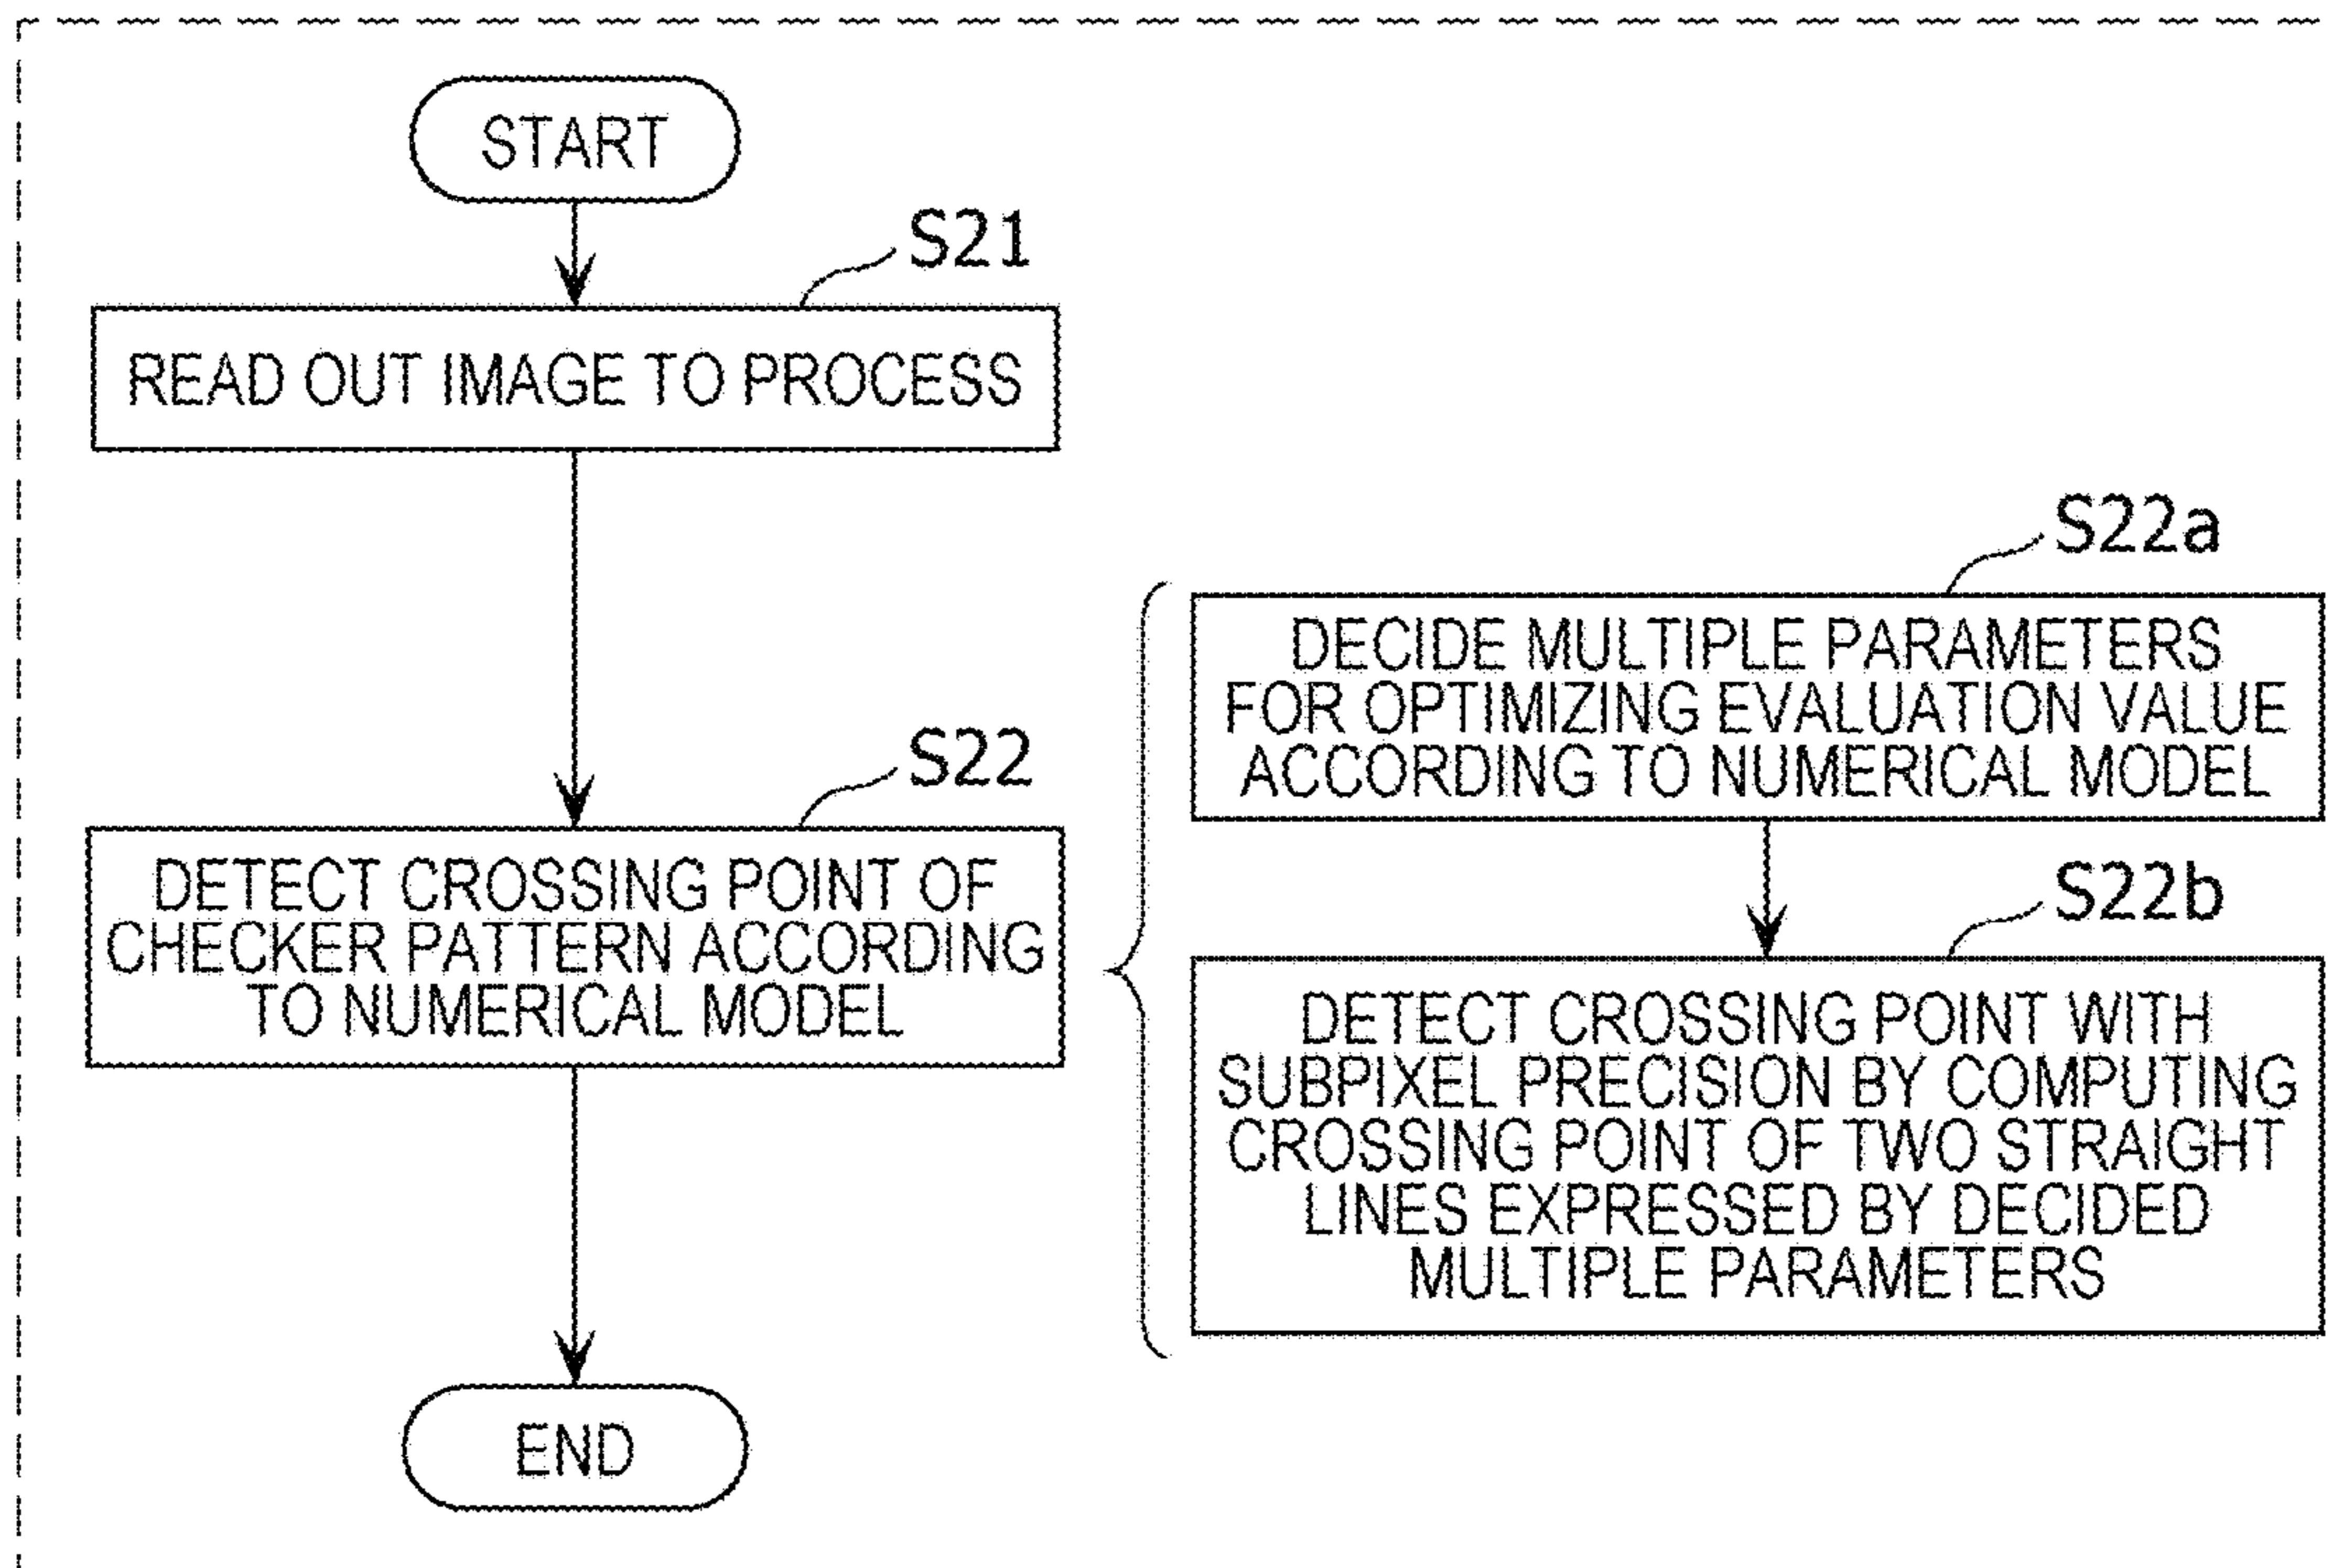 START
S21
READ OUT IMAGE TO PROCESS
S22
DETECT CROSSING POINT OF
CHECKER PATTERN ACCORDING
TO NUMERICAL MODEL
END
S22a
DECIDE MULTIPLE PARAMETERS
FOR OPTIMIZING EVALUATION VALUE
ACCORDING TO NUMERICAL MODEL
S22b
DETECT CROSSING POINT WITH
SUBPIXEL PRECISION BY COMPUTING
CROSSING POINT OF TWO STRAIGHT
LINES EXPRESSED BY DECIDED
MULTIPLE PARAMETERS